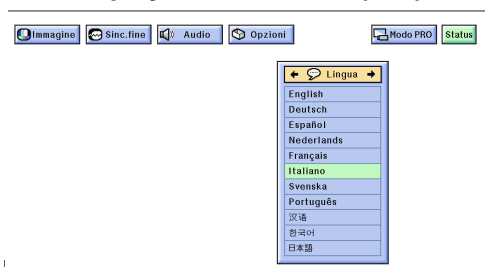 Immagine Sinc.fine Audio Opzioni Modo PRO Status
Lingua
English
Deutsch
Español
Nederlands
Français
Italiano
Svenska
Português
汉语
한국어
日本語